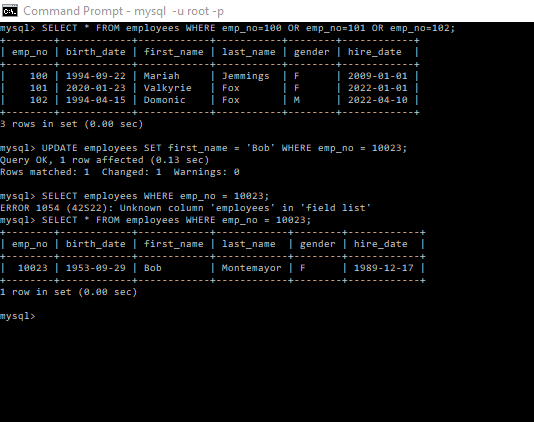 Command Prompt - mysql -u root -p
mysql> SELECT * FROM employees WHERE emp_no=100 OR emp_no=101 OR emp_no=102;
+--------+------------+------------+-----------+--------+------------+
| emp_no | birth_date | first_name | last_name | gender | hire_date  |
+--------+------------+------------+-----------+--------+------------+
|    100 | 1994-09-22 | Mariah     | Jemmings  | F      | 2009-01-01 |
|    101 | 2020-01-23 | Valkyrie   | Fox       | F      | 2022-01-01 |
|    102 | 1994-04-15 | Domonic    | Fox       | M      | 2022-04-10 |
+--------+------------+------------+-----------+--------+------------+
3 rows in set (0.00 sec)
mysql> UPDATE employees SET first_name = 'Bob' WHERE emp_no = 10023;
Query OK, 1 row affected (0.13 sec)
Rows matched: 1  Changed: 1  Warnings: 0
mysql> SELECT employees WHERE emp_no = 10023;
ERROR 1054 (42S22): Unknown column 'employees' in 'field list'
mysql> SELECT * FROM employees WHERE emp_no = 10023;
+--------+------------+------------+------------+--------+------------+
| emp_no | birth_date | first_name | last_name  | gender | hire_date  |
+--------+------------+------------+------------+--------+------------+
|  10023 | 1953-09-29 | Bob        | Montemayor | F      | 1989-12-17 |
+--------+------------+------------+------------+--------+------------+
1 row in set (0.00 sec)
mysql>